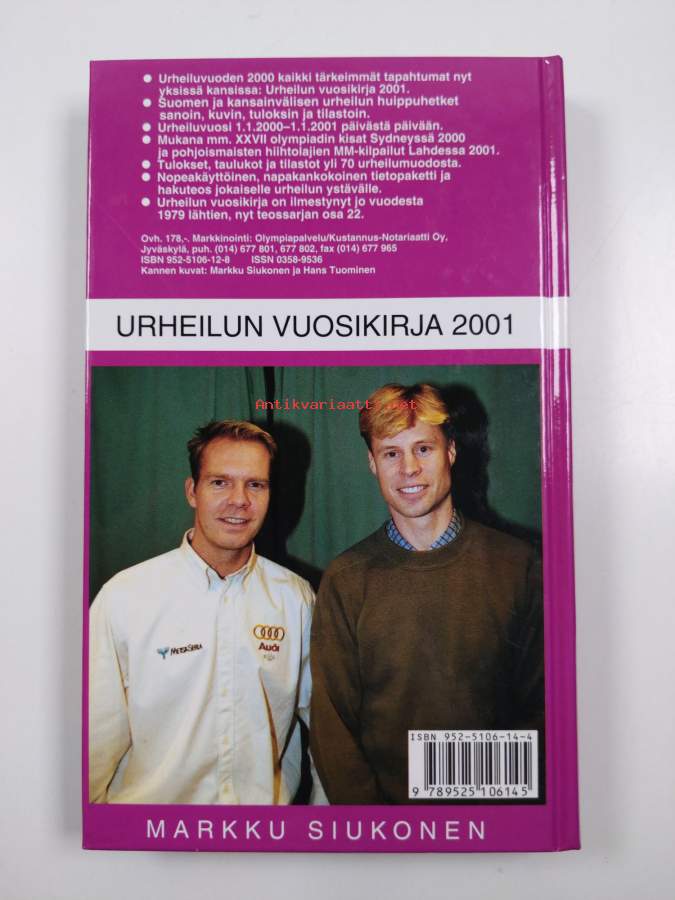 ● Urheiluvuoden 2000 kaikki tärkeimmät tapahtumat nyt
yksissä kansissa: Urheilun vuosikirja 2001.
● Suomen ja kansainvälisen urheilun huippuhetket
sanoin, kuvin, tuloksin ja tilastoin.
● Urheiluvuosi 1.1.2000–1.1.2001 päivästä päivään.
● Mukana mm. XXVII olympiadin kisat Sydneyssä 2000
ja pohjoismaisten hiihtolajien MM-kilpailut Lahdessa 2001.
● Tulokset, taulukot ja tilastot yli 70 urheilumuodosta.
● Nopeakäyttöinen, napakankokoinen tietopaketti ja
hakuteos jokaiselle urheilun ystävälle.
● Urheilun vuosikirja on ilmestynyt jo vuodesta
1979 lähtien, nyt teossarjan osa 22.
Ovh. 178,-. Markkinointi: Olympiapalvelu/Kustannus-Notariaatti Oy,
Jyväskylä, puh. (014) 677 801, 677 802, fax (014) 677 965
ISBN 952-5106-12-8 ISSN 0358-9536
Kannen kuvat: Markku Siukonen ja Hans Tuominen
URHEILUN VUOSIKIRJA 2001
Antikvariaatti.net
METSÄ-SERLA
Audi
ISBN 952-5106-14-4
9 789525 106145
MARKKU SIUKONEN